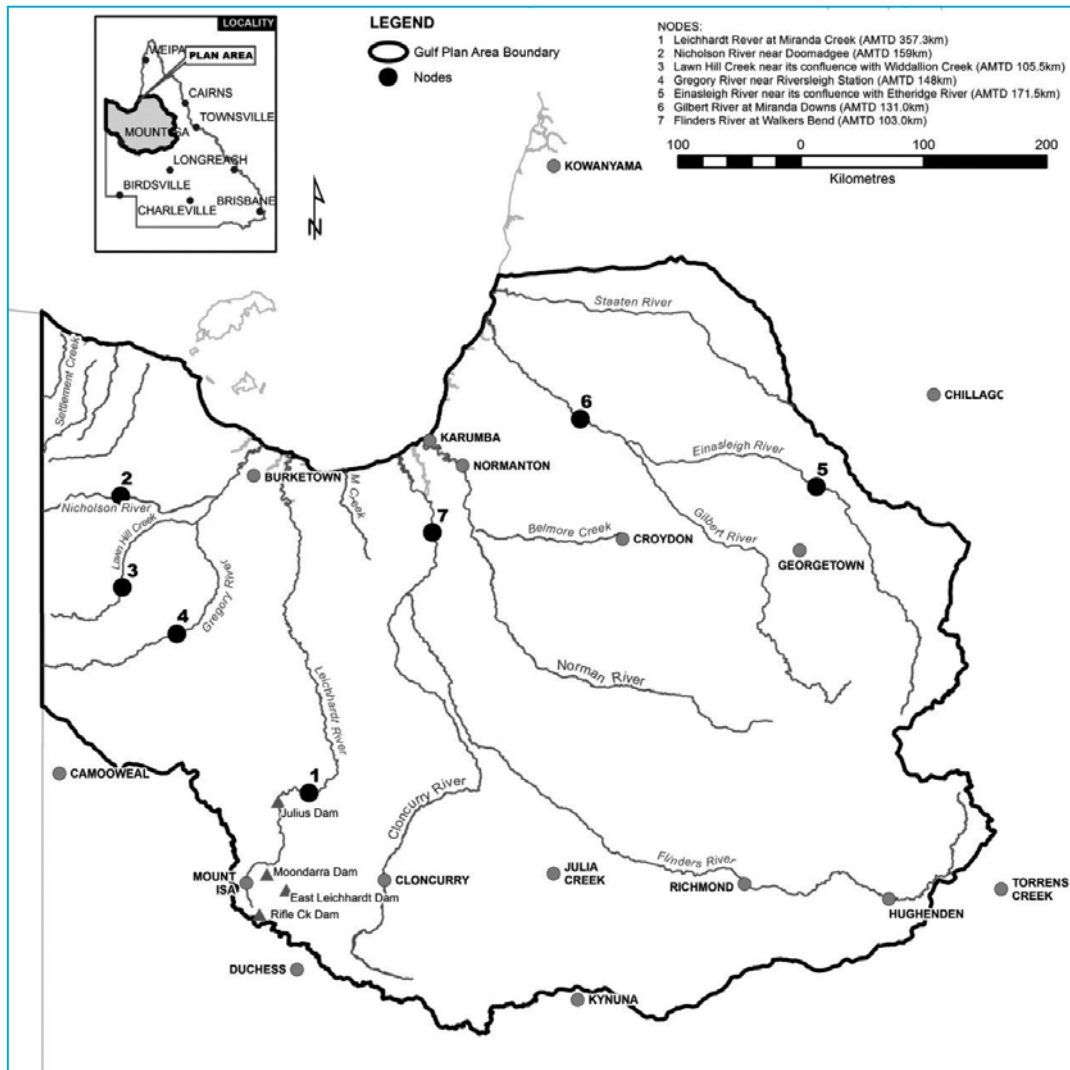 LOCALITY
WEIPA
PLAN AREA
CAIRNS
TOWNSVILLE
MOUNT ISA
LONGREACH
BIRDSVILLE
BRISBANE
CHARLEVILLE
N
LEGEND
Gulf Plan Area Boundary
Nodes
NODES:
1 Leichhardt Rever at Miranda Creek (AMTD 357.3km)
2 Nicholson River near Doomadgee (AMTD 159km)
3 Lawn Hill Creek near its confluence with Widdallion Creek (AMTD 105.5km)
4 Gregory River near Riversleigh Station (AMTD 148km)
5 Einasleigh River near its confluence with Etheridge River (AMTD 171.5km)
6 Gilbert River at Miranda Downs (AMTD 131.0km)
7 Flinders River at Walkers Bend (AMTD 103.0km)
100 0 100 200
Kilometres
KOWANYAMA
Staaten River
Settlement Creek
CHILLAGC
6
KARUMBA
Einasleigh River
NORMANTON
5
BURKETOWN
2
M Creek
Nicholson River
7
Gilbert River
Belmore Creek
CROYDON
Lawn Hill Creek
GEORGETOWN
3
Gregory River
4
Leichhardt River
Norman River
CAMOOWEAL
1
Julius Dam
Cloncurry River
Flinders River
MOUNT
ISA
Moondarra Dam
CLONCURRY
JULIA
CREEK
RICHMOND
TORRENS
CREEK
East Leichhardt Dam
HUGHENDEN
Rifle Ck Dam
DUCHESS
KYNUNA